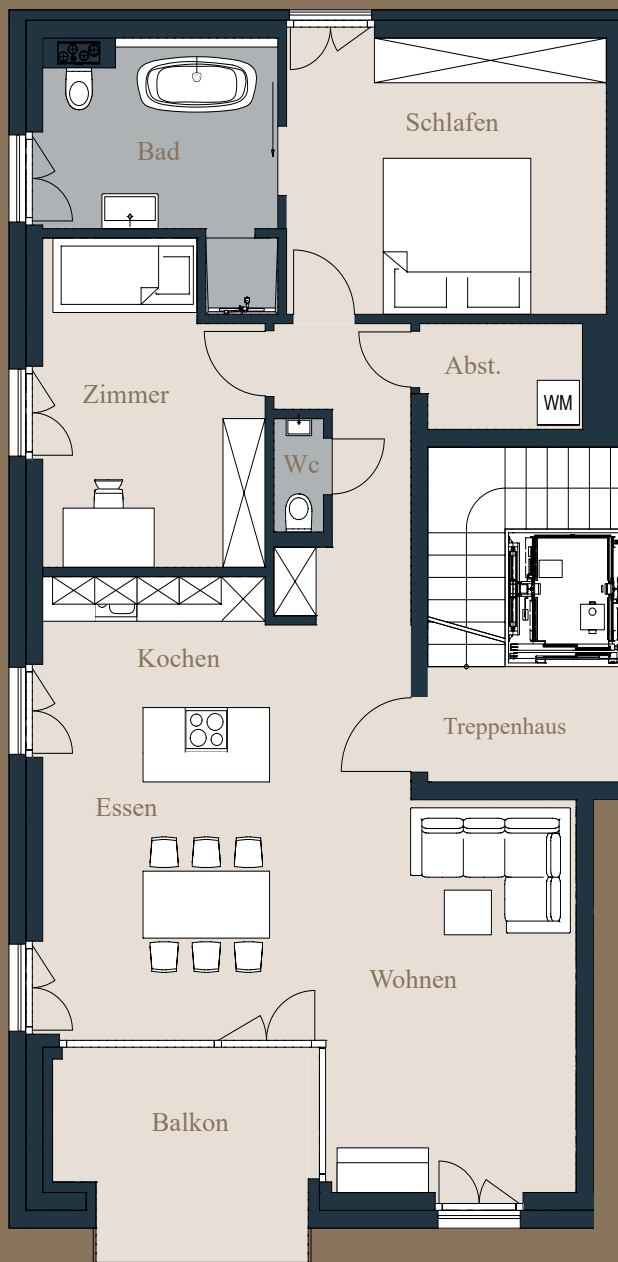 Schlafen
Bad
Abst.
Zimmer
WM
Wc
Kochen
Treppenhaus
Essen
Wohnen
Balkon